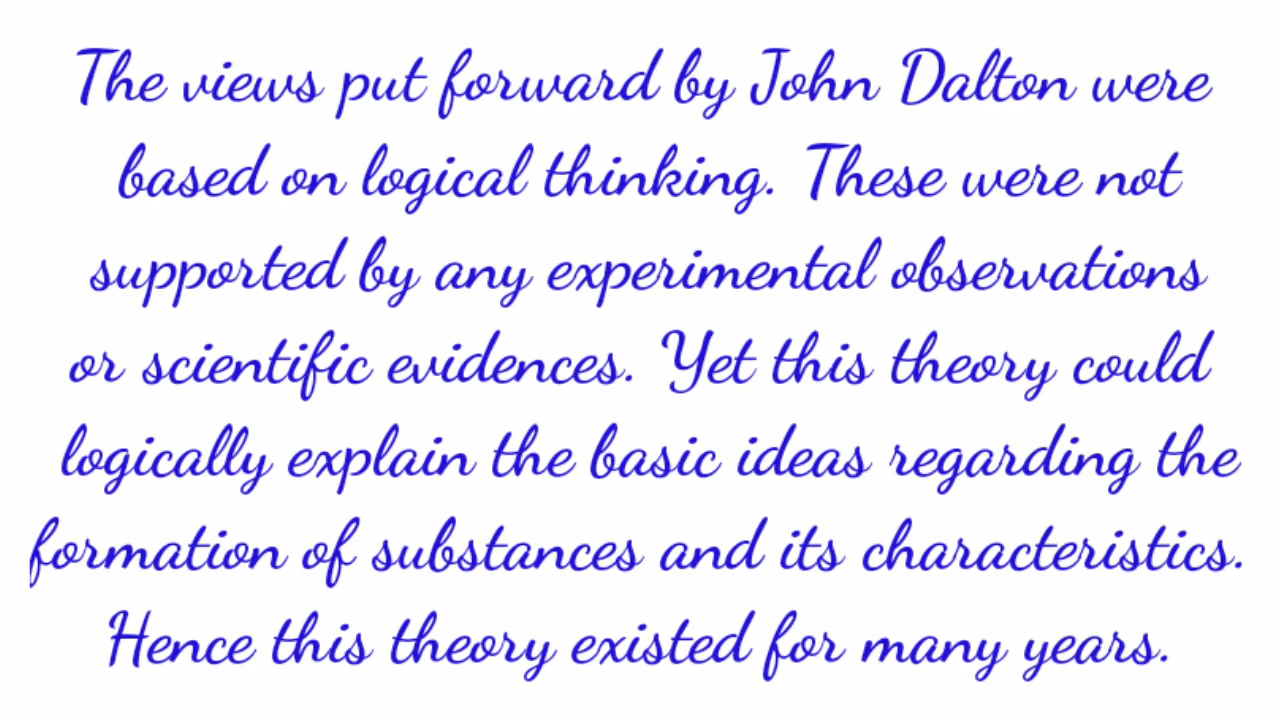 The views put forward by John Dalton were
based on logical thinking. These were not
supported by any experimental observations
or scientific evidences. Yet this theory could
logically explain the basic ideas regarding the
formation of substances and its characteristics.
Hence this theory existed for many years.